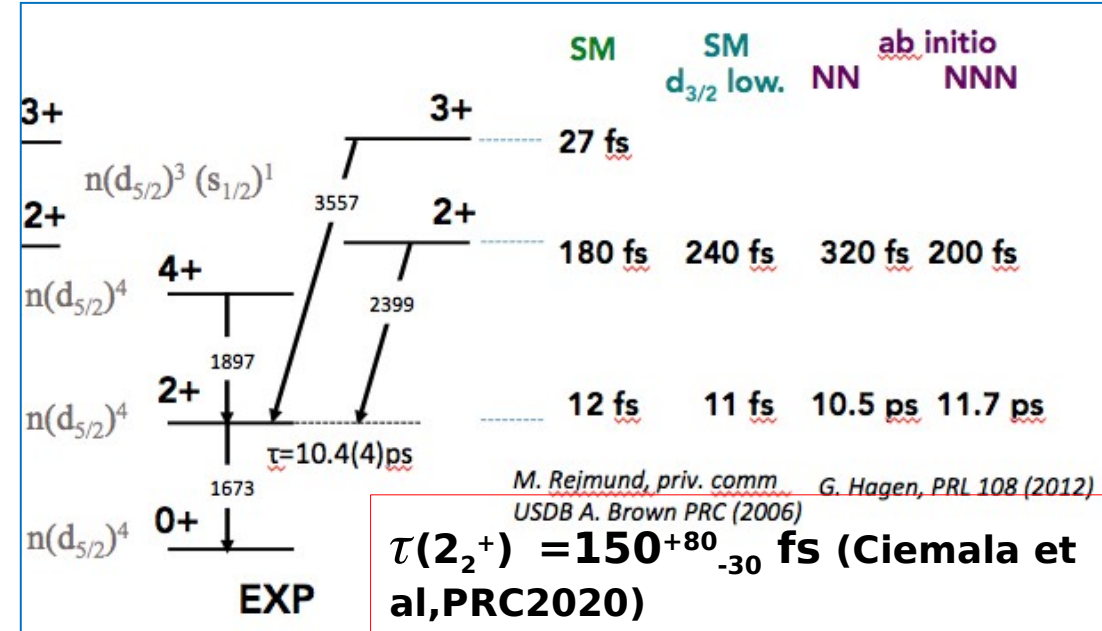 SM SM ab initio
d3/2 low. NN NNN
3+ 3+ 27 fs
n(d5/2)3 (s1/2)1
3557
2+ 2+
180 fs 240 fs 320 fs 200 fs
4+
n(d5/2)4
2399
1897
2+ 12 fs 11 fs 10.5 ps 11.7 ps
n(d5/2)4
τ=10.4(4)ps
1673
M. Rejmund, priv. comm G. Hagen, PRL 108 (2012)
USDB A. Brown PRC (2006)
0+
n(d5/2)4
τ(22+) =150+80-30 fs (Ciemala et
al,PRC2020)
EXP